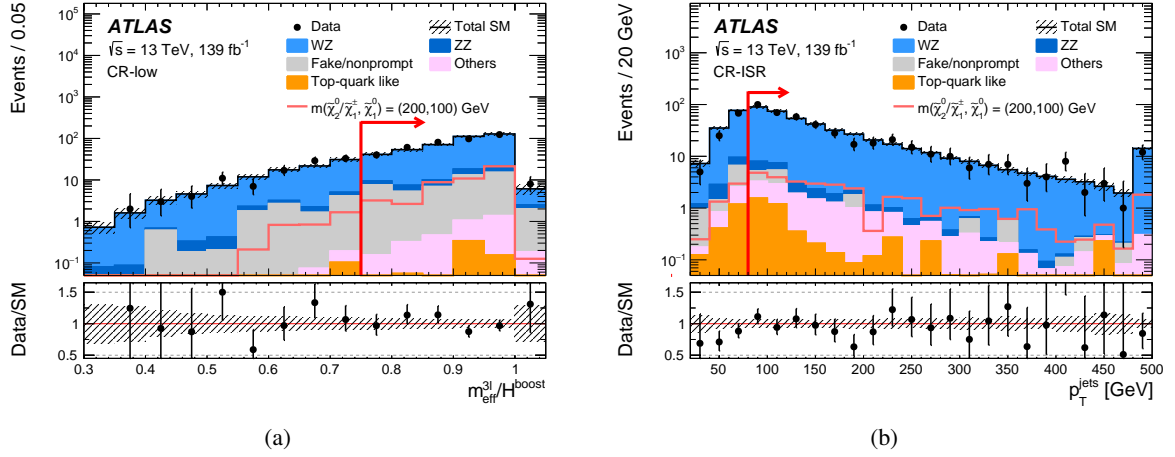 Events / 0.05
10⁵
10⁴
10³
10²
10
1
10⁻¹
ATLAS
√s = 13 TeV, 139 fb⁻¹
CR-low
Data
Total SM
WZ
ZZ
Fake/nonprompt
Others
Top-quark like
m(χ̃₂⁰/χ̃₁±, χ̃₁⁰) = (200,100) GeV
Data/SM
1.5
1
0.5
0.3 0.4 0.5 0.6 0.7 0.8 0.9 1
m_eff^3l/H^boost
(a)
Events / 20 GeV
10⁴
10³
10²
10
1
10⁻¹
ATLAS
√s = 13 TeV, 139 fb⁻¹
CR-ISR
Data
Total SM
WZ
ZZ
Fake/nonprompt
Others
Top-quark like
m(χ̃₂⁰/χ̃₁±, χ̃₁⁰) = (200,100) GeV
Data/SM
1.5
1
0.5
50 100 150 200 250 300 350 400 450 500
p_T^jets [GeV]
(b)